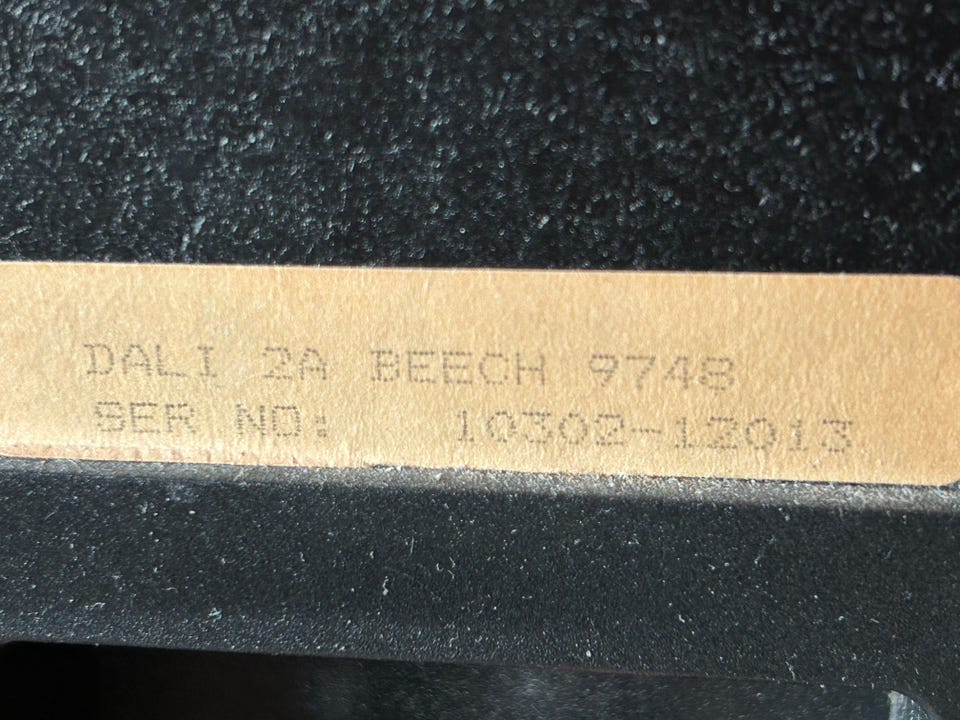 DALI 2A BEECH 9748
SER NO: 10302-12013